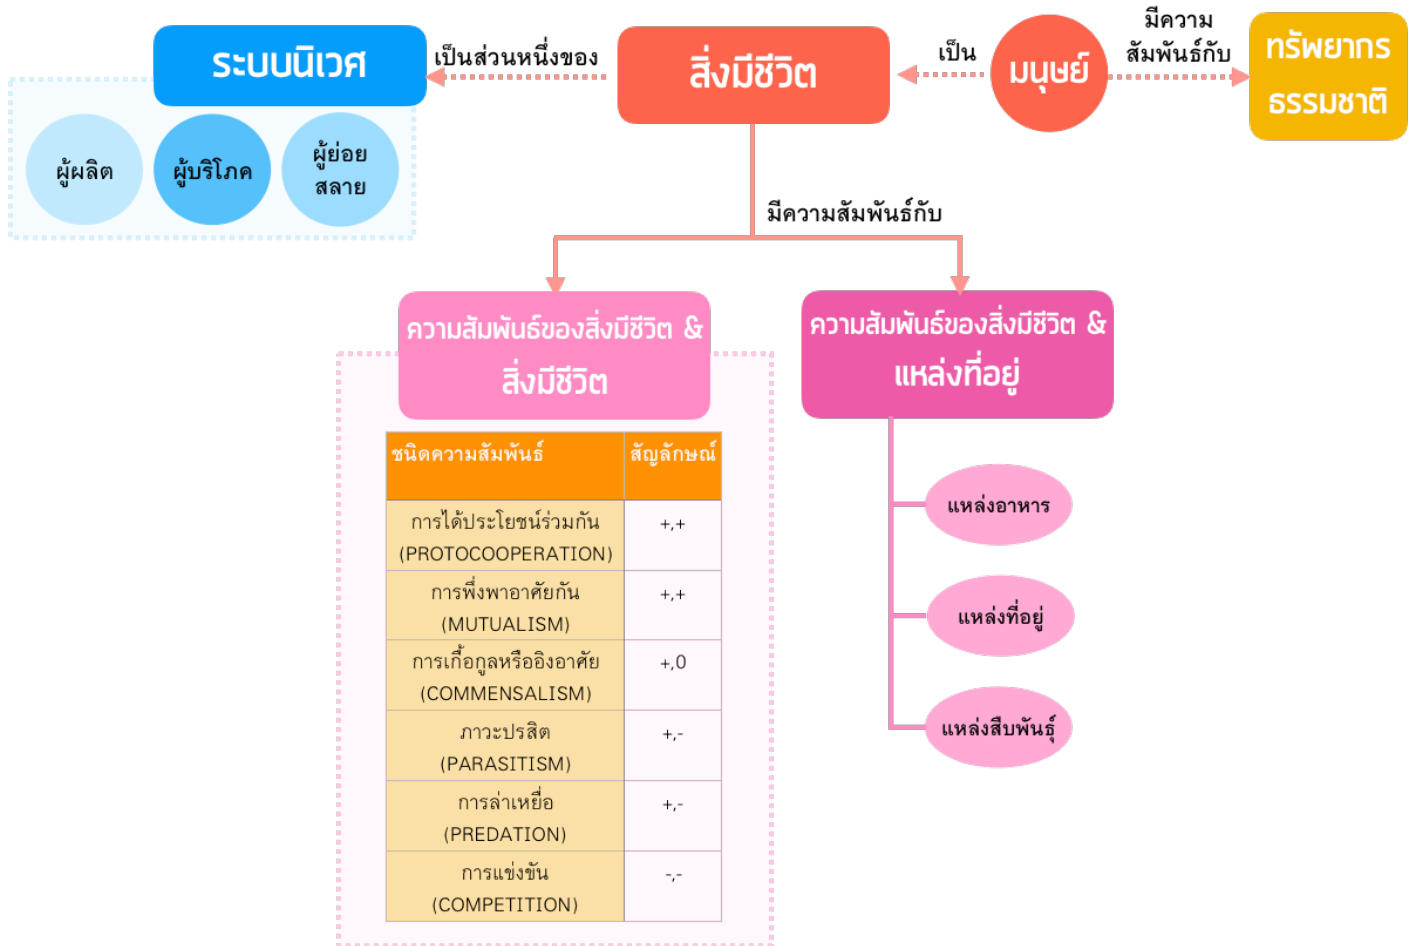 ระบบนิเวศ
เป็นส่วนหนึ่งของ
สิ่งมีชีวิต
เป็น
มนุษย์
มีความ
สัมพันธ์กับ
ทรัพยากร
ธรรมชาติ
ผู้ผลิต
ผู้บริโภค
ผู้ย่อย
สลาย
มีความสัมพันธ์กับ
ความสัมพันธ์ของสิ่งมีชีวิต &
สิ่งมีชีวิต
ความสัมพันธ์ของสิ่งมีชีวิต &
แหล่งที่อยู่
ชนิดความสัมพันธ์ สัญลักษณ์
การได้ประโยชน์ร่วมกัน +,+
(PROTOCOOPERATION)
การพึ่งพาอาศัยกัน +,+
(MUTUALISM)
การเกื้อกูลหรืออิงอาศัย +,0
(COMMENSALISM)
ภาวะปรสิต +,-
(PARASITISM)
การล่าเหยื่อ +,-
(PREDATION)
การแข่งขัน -,-
(COMPETITION)
แหล่งอาหาร
แหล่งที่อยู่
แหล่งสืบพันธุ์